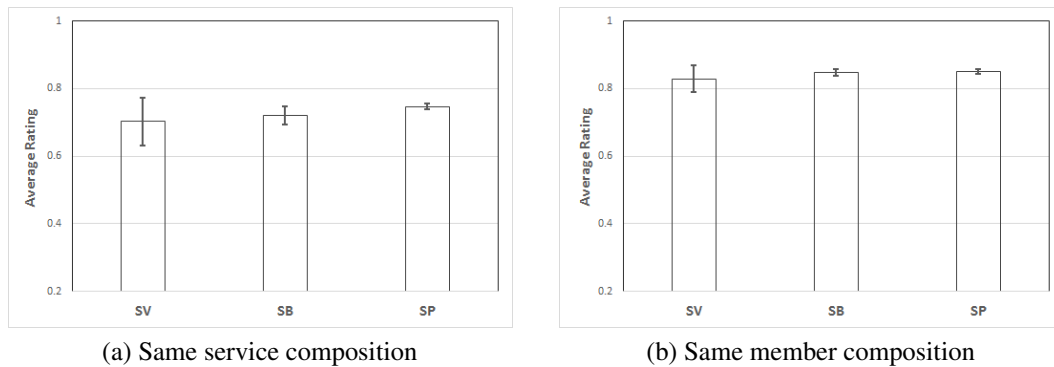 Average Rating
1
0.8
0.6
0.4
0.2
SV SB SP
(a) Same service composition
Average Rating
1
0.8
0.6
0.4
0.2
SV SB SP
(b) Same member composition